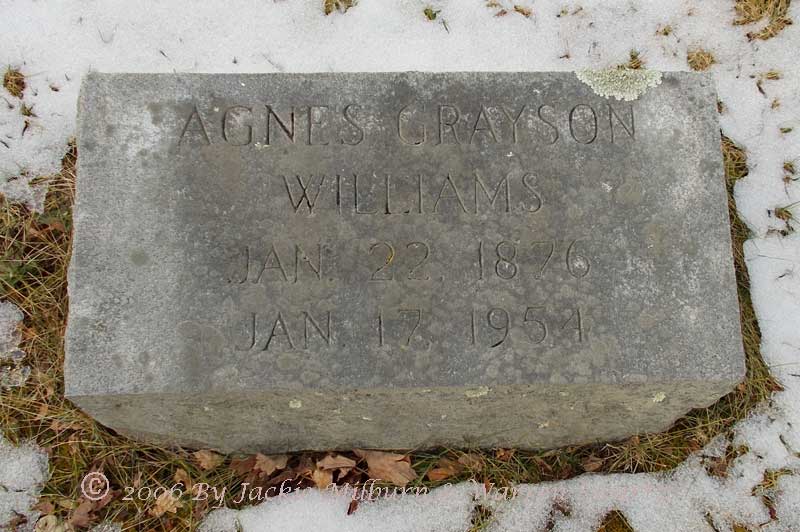 AGNES GRAYSON
WILLIAMS
JAN. 22, 1876
JAN. 17, 1954
© 2006 By Jackie Milburn &